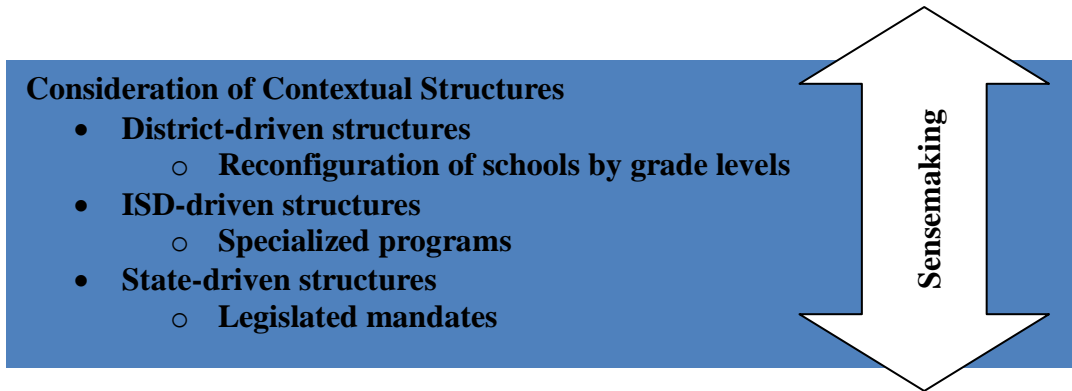 Consideration of Contextual Structures
• District-driven structures
o Reconfiguration of schools by grade levels
• ISD-driven structures
o Specialized programs
• State-driven structures
o Legislated mandates
Sensemaking